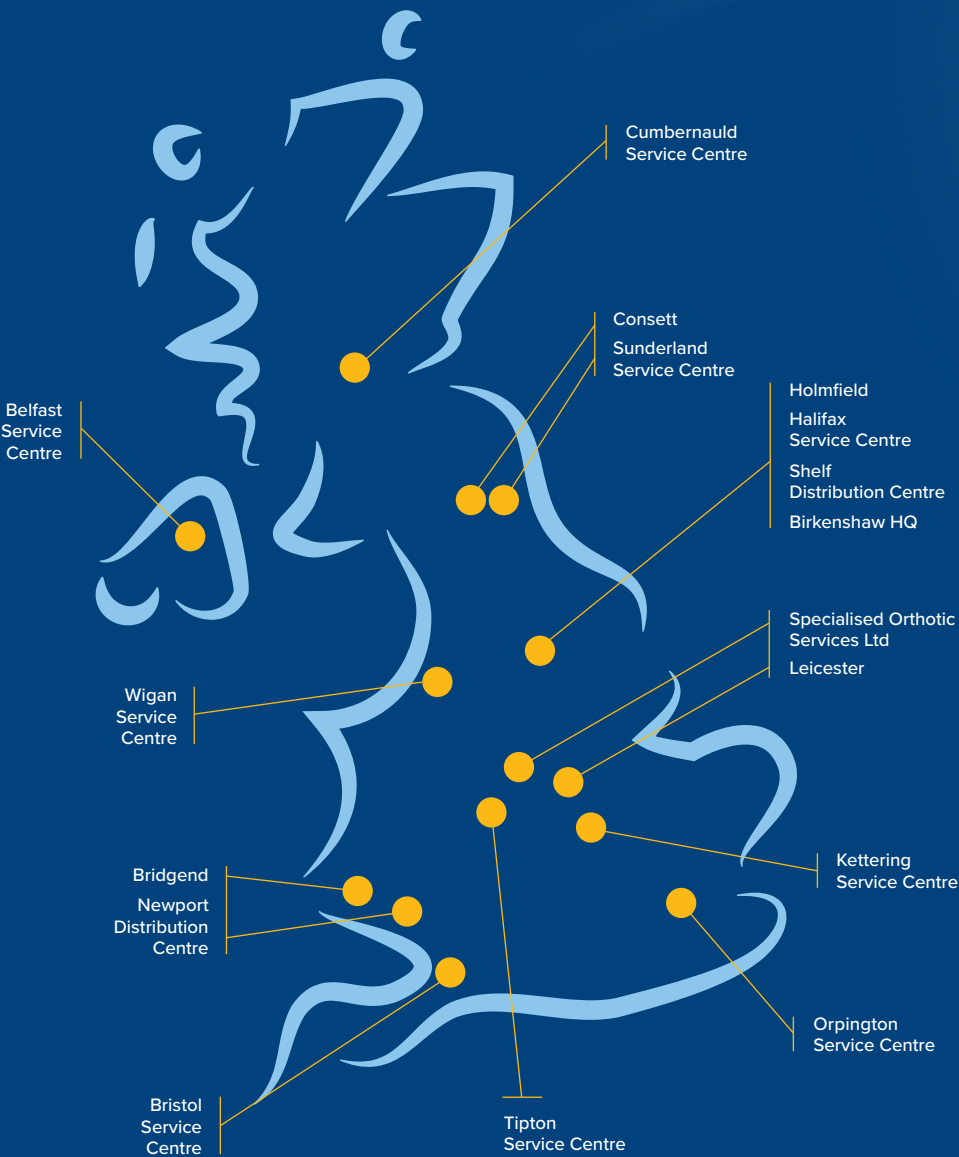 Cumbernauld
Service Centre
Consett
Sunderland
Service Centre
Holmfield
Halifax
Service Centre
Shelf
Distribution Centre
Birkenshaw HQ
Belfast
Service
Centre
Specialised Orthotic
Services Ltd
Leicester
Wigan
Service
Centre
Kettering
Service Centre
Bridgend
Newport
Distribution
Centre
Orpington
Service Centre
Bristol
Service
Centre
Tipton
Service Centre